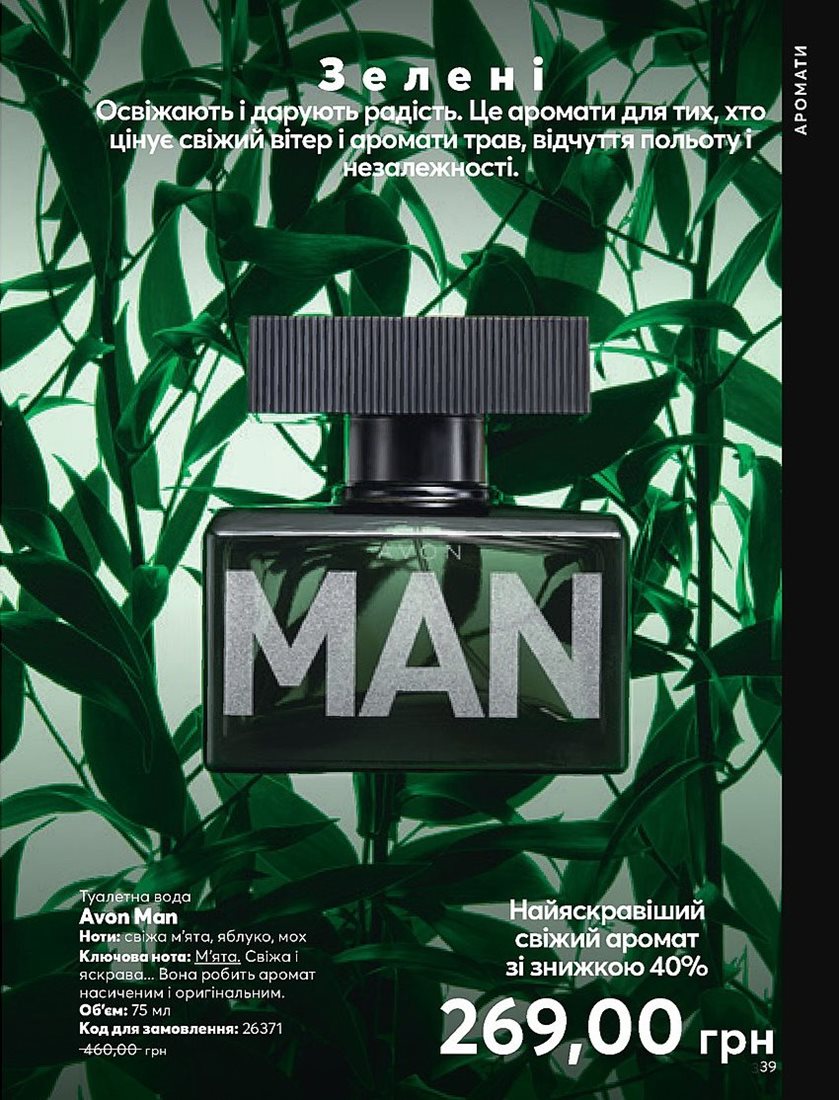 АРОМАТИ
Зелені
Освіжають і дарують радість. Це аромати для тих, хто
цінує свіжий вітер і аромати трав, відчуття польоту і
незалежності.
AVON
MAN
Туалетна вода
Avon Man
Ноти: свіжа м'ята, яблуко, мох
Ключова нота: М'ята. Свіжа і
яскрава... Вона робить аромат
насиченим і оригінальним.
Об'єм: 75 мл
Код для замовлення: 26371
460,00 грн
Найяскравіший
свіжий аромат
зі знижкою 40%
269,00 грн
39